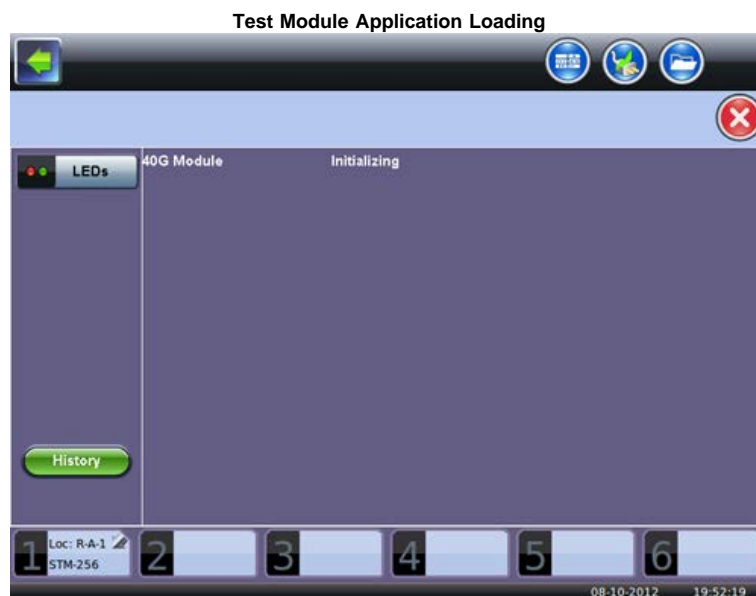 Test Module Application Loading
LEDs
40G Module Initializing
History
1 Loc: R-A-1 STM-256
2
3
4
5
6
08-10-2012 19:52:19